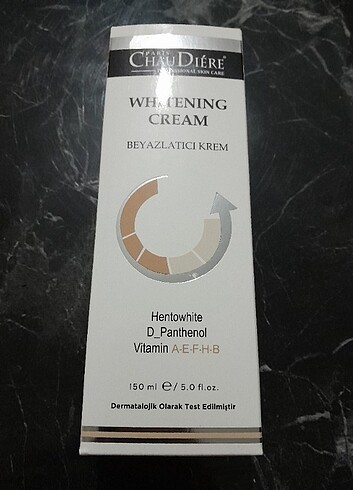 PARIS
CHAUDIÉRE®
PROFESSIONAL SKIN CARE
WHITENING
CREAM
BEYAZLATICI KREM
Hentowhite
D_Panthenol
Vitamin A-E-F-H-B
150 ml e / 5.0 fl.oz.
Dermatalojik Olarak Test Edilmiştir